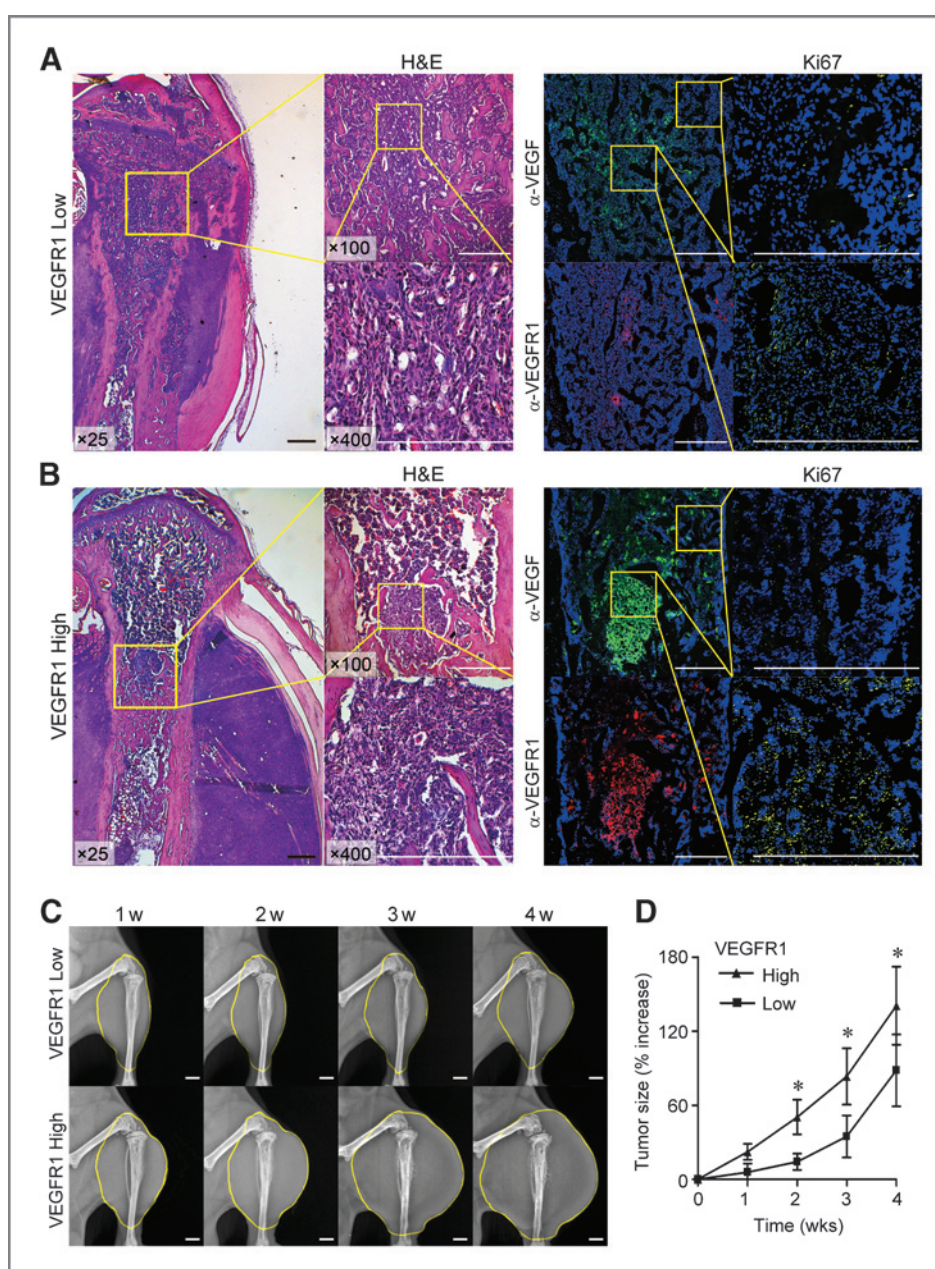 A
H&E
Ki67
VEGFR1 Low
×25
×100
×400
α-VEGF
α-VEGFR1
B
H&E
Ki67
VEGFR1 High
×25
×100
×400
α-VEGF
α-VEGFR1
C
1 w
2 w
3 w
4 w
VEGFR1 Low
VEGFR1 High
D
VEGFR1
High
Low
Tumor size (% increase)
180
120
60
0
*
*
*
0
1
2
3
4
Time (wks)